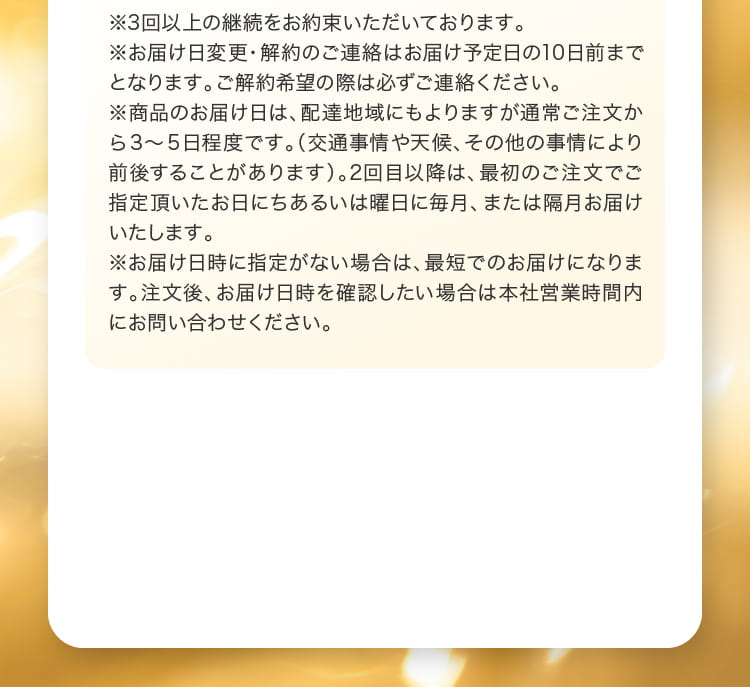 ※3回以上の継続をお約束いただいております。
※お届け日変更・解約のご連絡はお届け予定日の10日前まで
となります。ご解約希望の際は必ずご連絡ください。
※商品のお届け日は、配達地域にもよりますが通常ご注文か
ら3〜5日程度です。（交通事情や天候、その他の事情により
前後することがあります）。2回目以降は、最初のご注文でご
指定頂いたお日にちあるいは曜日に毎月、または隔月お届け
いたします。
※お届け日時に指定がない場合は、最短でのお届けになりま
す。注文後、お届け日時を確認したい場合は本社営業時間内
にお問い合わせください。